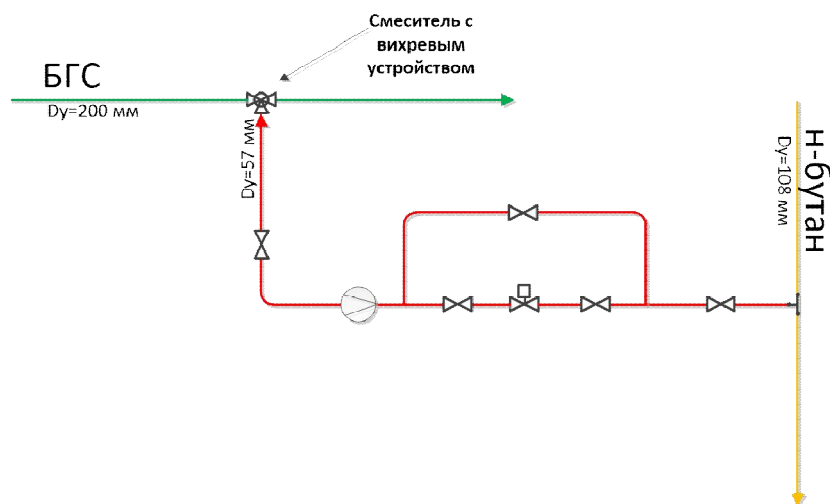 Смеситель с
вихревым
устройством
БГС
Dy=200 мм
Dy=57 мм
н-бутан
Dy=108 мм